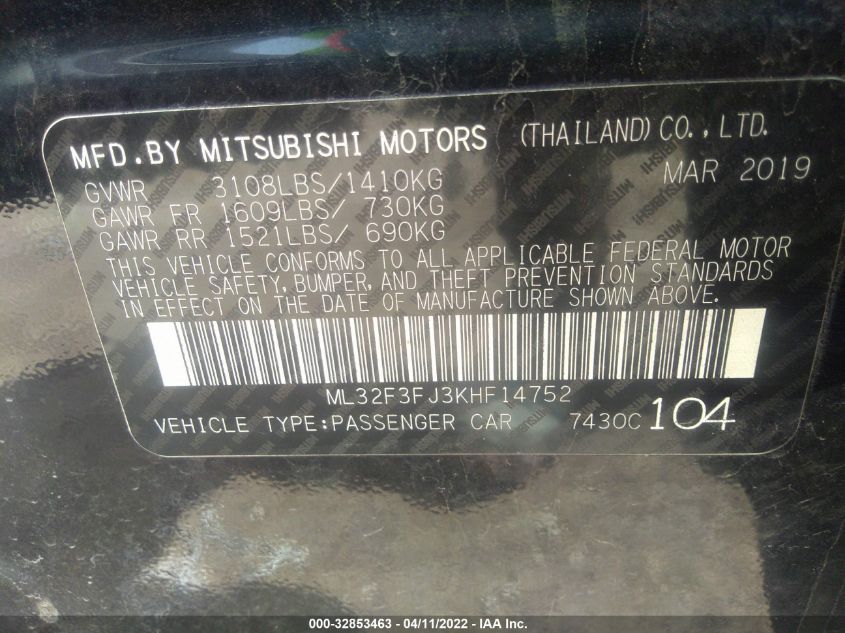 MFD.BY MITSUBISHI MOTORS (THAILAND) CO.,LTD.
GVWR 3108LBS/1410KG MAR 2019
GAWR FR 1609LBS/ 730KG
GAWR RR 1521LBS/ 690KG
THIS VEHICLE CONFORMS TO ALL APPLICABLE FEDERAL MOTOR
VEHICLE SAFETY, BUMPER, AND THEFT PREVENTION STANDARDS
IN EFFECT ON THE DATE OF MANUFACTURE SHOWN ABOVE.
ML32F3FJ3KHF14752
VEHICLE TYPE:PASSENGER CAR 7430C 104
000-32853463 - 04/11/2022 - IAA Inc.